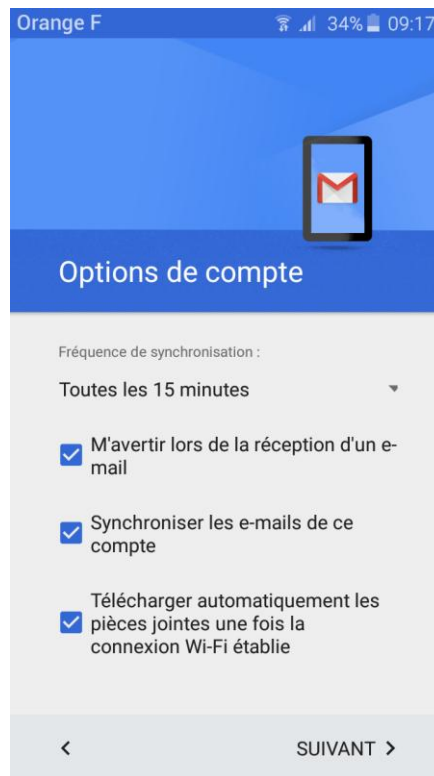 Orange F 34% 09:17
Options de compte
Fréquence de synchronisation :
Toutes les 15 minutes
M'avertir lors de la réception d'un e-
mail
Synchroniser les e-mails de ce
compte
Télécharger automatiquement les
pièces jointes une fois la
connexion Wi-Fi établie
SUIVANT